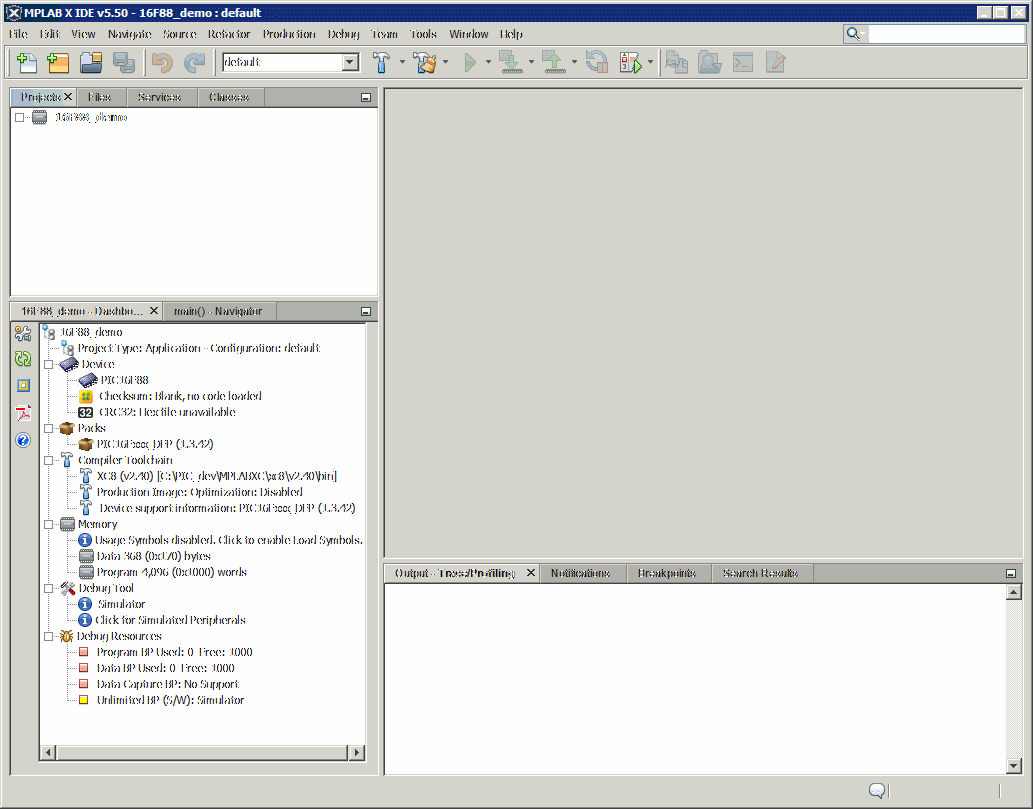 MPLAB X IDE v5.50 - 16F88_demo : default
File Edit View Navigate Source Refactor Production Debug Team Tools Window Help
default
Projects Files Services Classes
16F88_demo
16F88_demo - Dashbo... main() - Navigator
16F88_demo
Project Type: Application - Configuration: default
Device
PIC16F88
Checksum: Blank, no code loaded
32 CRC32: Hex file unavailable
Packs
PIC16Fxxx_DFP (1.3.42)
Compiler Toolchain
XC8 (v2.40) [C:\PIC_dev\MPLABXC\xc8\v2.40\bin]
Production Image: Optimization: Disabled
Device support information: PIC16Fxxx_DFP (1.3.42)
Memory
Usage Symbols disabled. Click to enable Load Symbols.
Data 368 (0x170) bytes
Program 4,096 (0x1000) words
Debug Tool
Simulator
Click for Simulated Peripherals
Debug Resources
Program BP Used: 0 Free: 1000
Data BP Used: 0 Free: 1000
Data Capture BP: No Support
Unlimited BP (S/W): Simulator
Output - Trace/Profiling Notifications Breakpoints Search Results